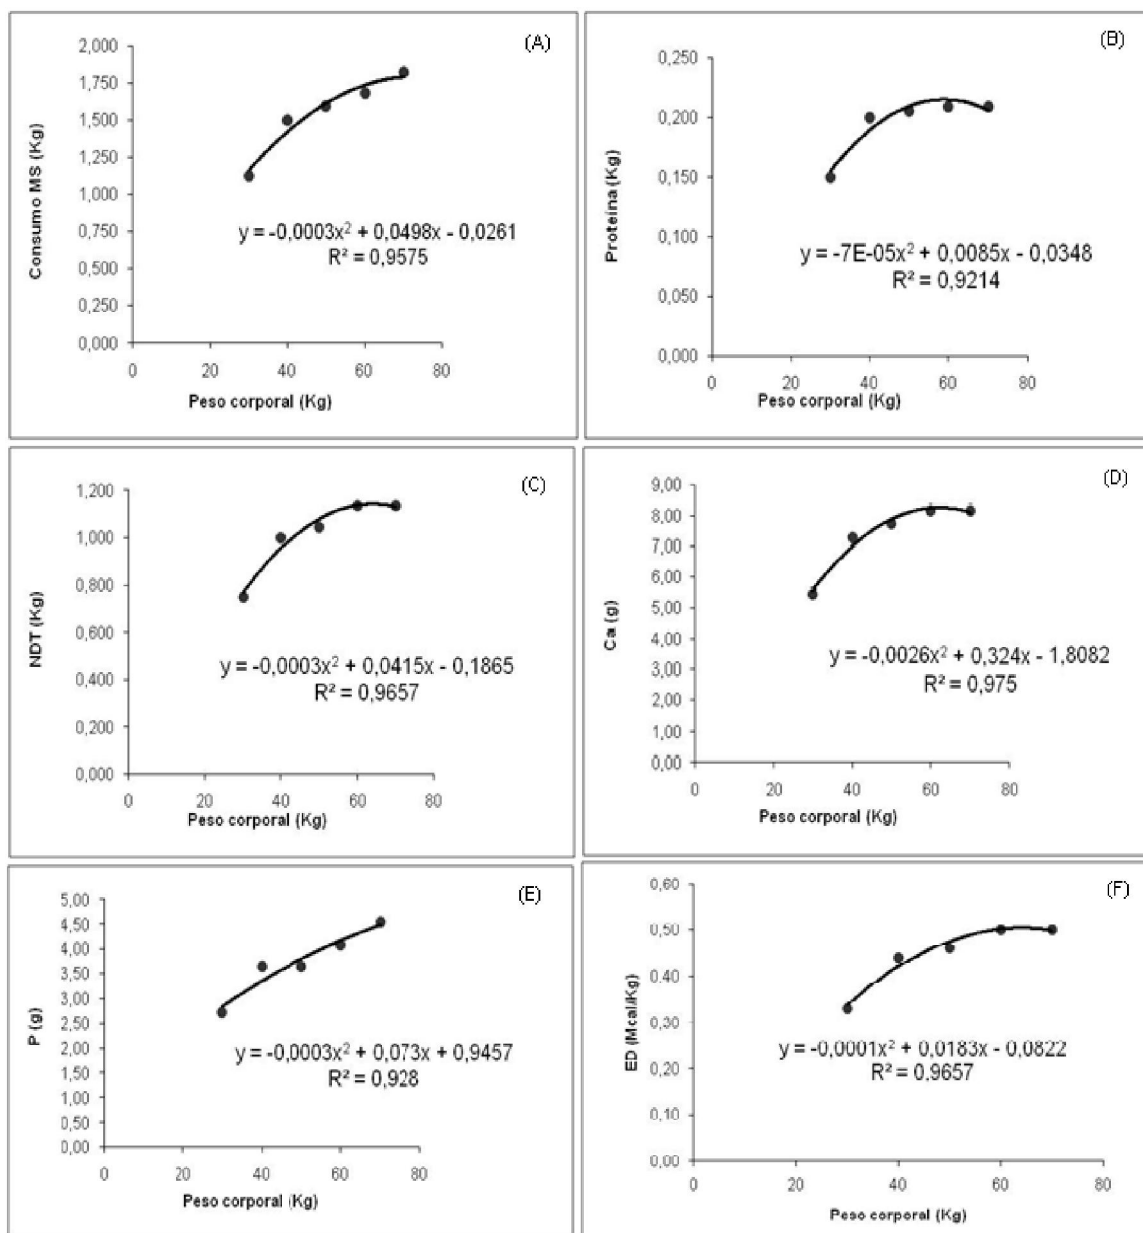 (A)
2,000
1,750
1,500
1,250
1,000
0,750
0,500
0,250
0,000
Consumo MS (Kg)
y = -0,0003x² + 0,0498x - 0,0261
R² = 0,9575
0 20 40 60 80
Peso corporal (Kg)
(B)
0,250
0,200
0,150
0,100
0,050
0,000
Proteína (Kg)
y = -7E-05x² + 0,0085x - 0,0348
R² = 0,9214
0 20 40 60 80
Peso corporal (Kg)
(C)
1,200
1,000
0,800
0,600
0,400
0,200
0,000
NDT (Kg)
y = -0,0003x² + 0,0415x - 0,1865
R² = 0,9657
0 20 40 60 80
Peso corporal (Kg)
(D)
9,00
8,00
7,00
6,00
5,00
4,00
3,00
2,00
1,00
0,00
Ca (g)
y = -0,0026x² + 0,324x - 1,8082
R² = 0,975
0 20 40 60 80
Peso corporal (Kg)
(E)
5,00
4,50
4,00
3,50
3,00
2,50
2,00
1,50
1,00
0,50
0,00
P (g)
y = -0,0003x² + 0,073x + 0,9457
R² = 0,928
0 20 40 60 80
Peso corporal (Kg)
(F)
0,60
0,50
0,40
0,30
0,20
0,10
0,00
ED (Mcal/Kg)
y = -0,0001x² + 0,0183x - 0,0822
R² = 0,9657
0 20 40 60 80
Peso corporal (Kg)